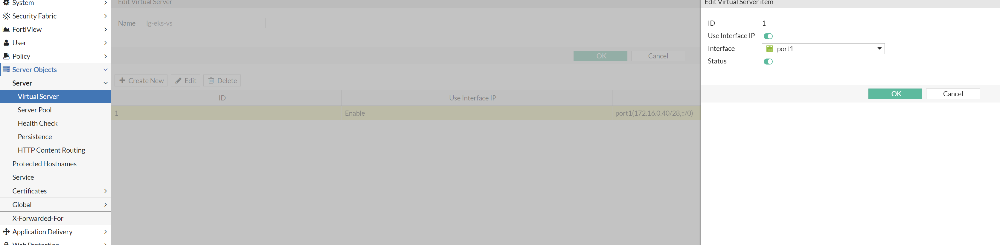 System
Security Fabric
FortiView
User
Policy
Server Objects
Server
Virtual Server
Server Pool
Health Check
Persistence
HTTP Content Routing
Protected Hostnames
Service
Certificates
Global
X-Forwarded-For
Application Delivery
Web Protection
Edit Virtual Server
Name lg-eks-vs
OK Cancel
Create New Edit Delete
ID Use Interface IP
1 Enable port1(172.16.0.40/28,::/0)
Edit Virtual Server item
ID 1
Use Interface IP
Interface port1
Status
OK Cancel